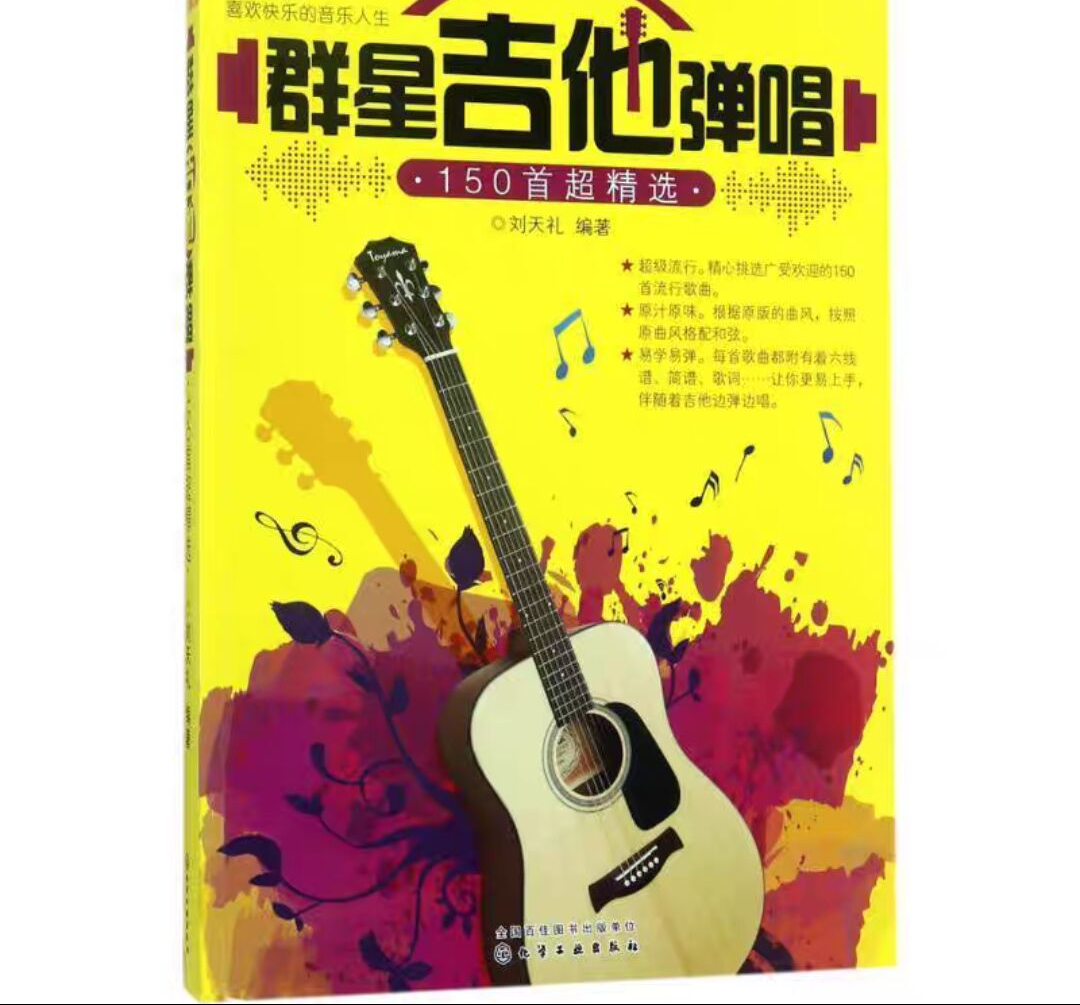 喜欢快乐的音乐人生
群星吉他弹唱
·150首超精选·
◎刘天礼 编著
Toyama
★超级流行。精心挑选广受欢迎的150
首流行歌曲。
★原汁原味。根据原版的曲风，按照
原曲风格配和弦。
★易学易弹。每首歌曲都附有着六线
谱、简谱、歌词……让你更易上手，
伴随着吉他边弹边唱。
全国百佳图书出版单位
化学工业出版社